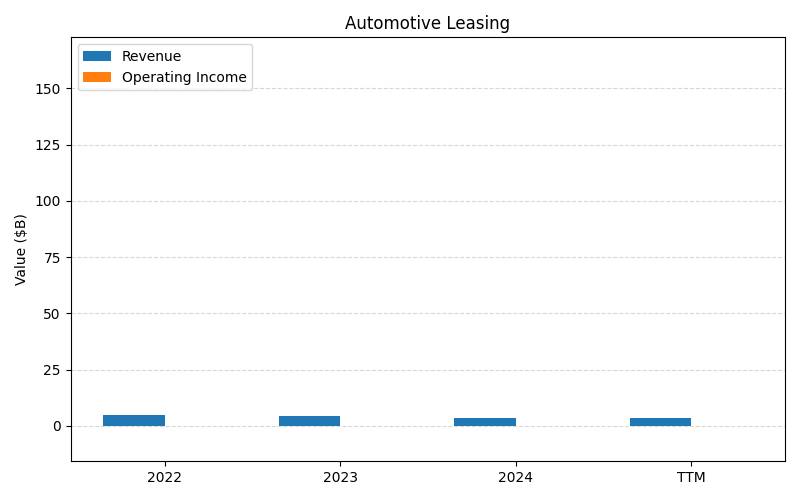 Automotive Leasing
Revenue
Operating Income
Value ($B)
150
125
100
75
50
25
0
2022 2023 2024 TTM